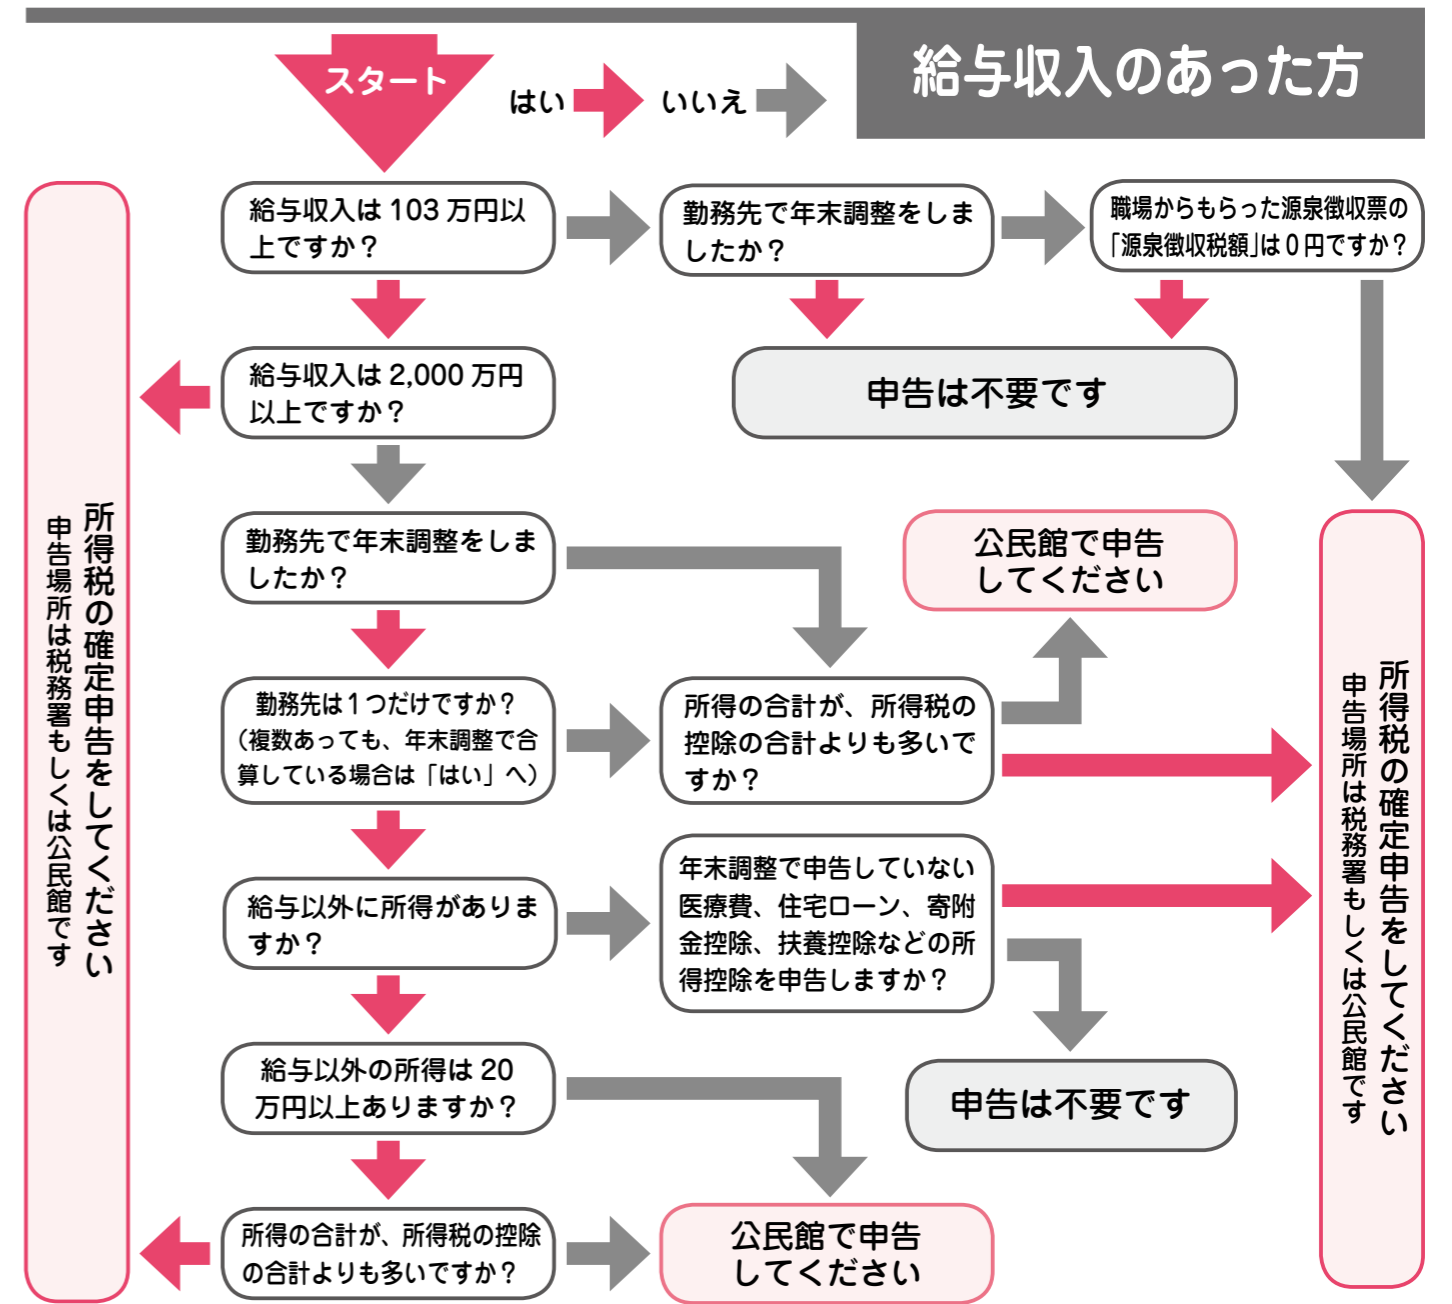 給与収入のあった方
スタート
はい
いいえ
給与収入は 103 万円以
上ですか？
勤務先で年末調整をしま
したか？
職場からもらった源泉徴収票の
「源泉徴収税額」は０円ですか？
給与収入は 2,000 万円
以上ですか？
申告は不要です
勤務先で年末調整をしま
したか？
公民館で申告
してください
勤務先は１つだけですか？
（複数あっても、年末調整で合
算している場合は「はい」へ）
所得の合計が、所得税の
控除の合計よりも多いで
すか？
給与以外に所得がありま
すか？
年末調整で申告していない
医療費、住宅ローン、寄附
金控除、扶養控除などの所
得控除を申告しますか？
給与以外の所得は 20
万円以上ありますか？
申告は不要です
所得の合計が、所得税の控除
の合計よりも多いですか？
公民館で申告
してください
所得税の確定申告をしてください
申告場所は税務署もしくは公民館です
所得税の確定申告をしてください
申告場所は税務署もしくは公民館です